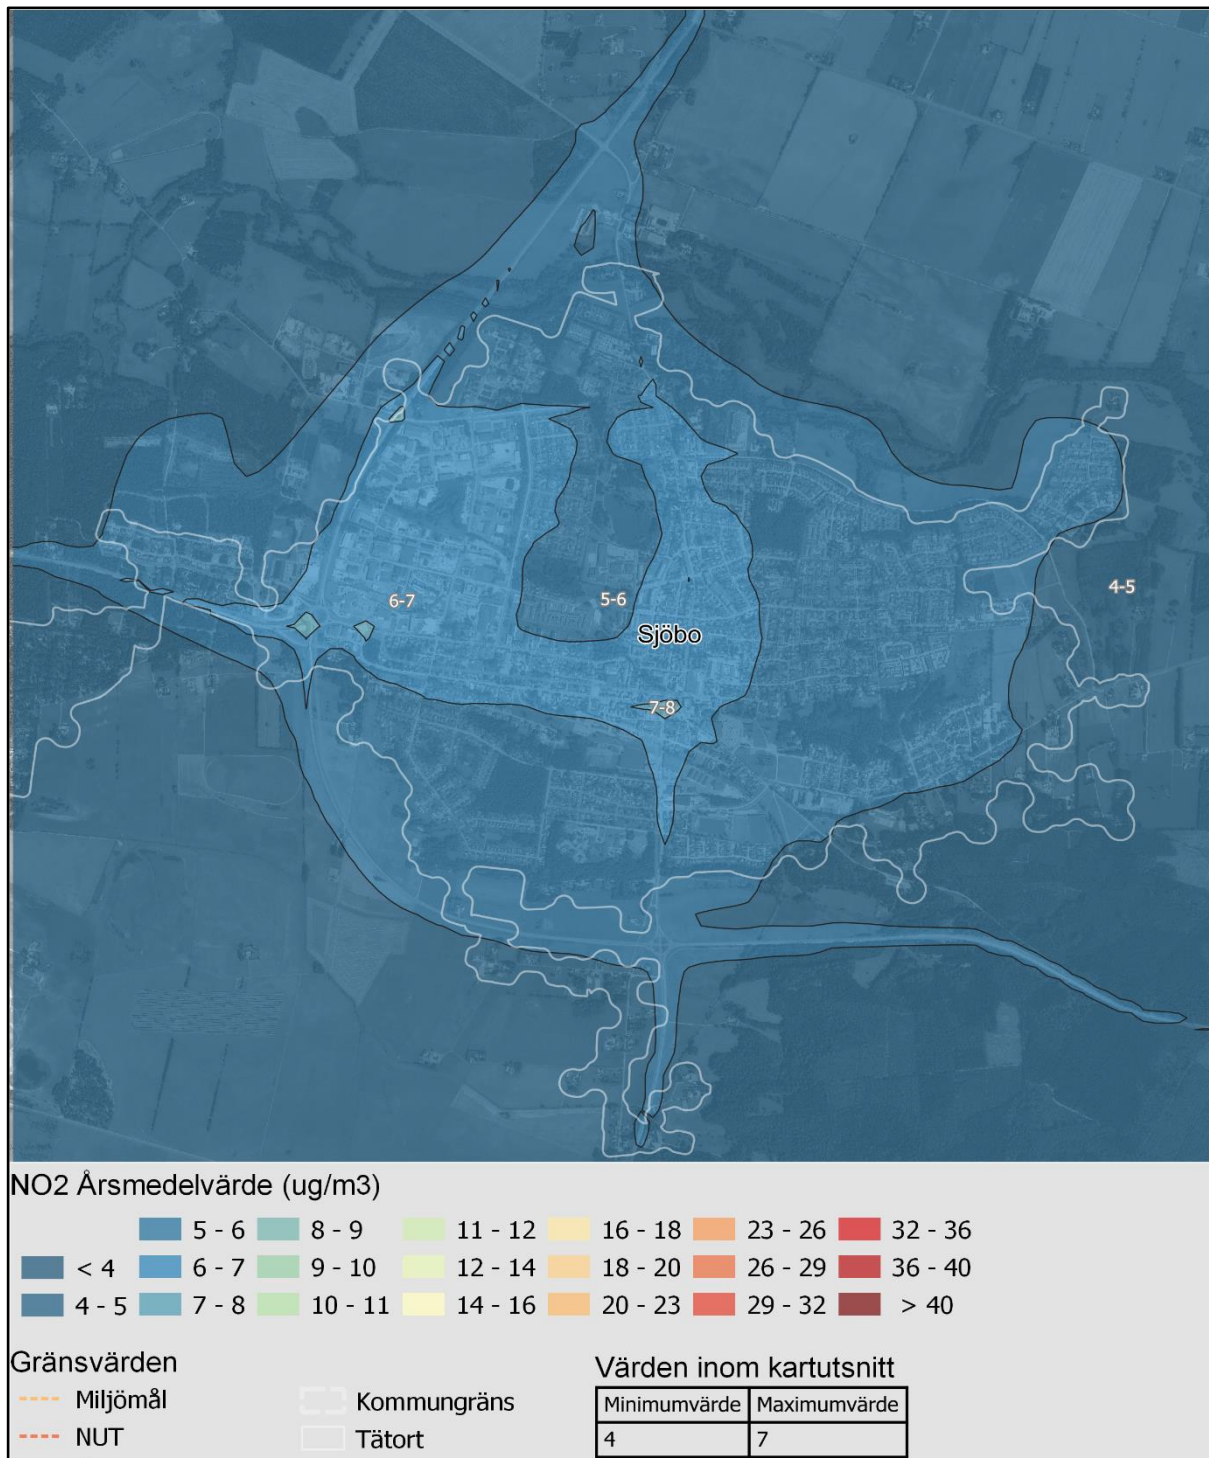 6-7
5-6
4-5
Sjöbo
7-8
NO2 Årsmedelvärde (ug/m3)
5 - 6 8 - 9 11 - 12 16 - 18 23 - 26 32 - 36
< 4 6 - 7 9 - 10 12 - 14 18 - 20 26 - 29 36 - 40
4 - 5 7 - 8 10 - 11 14 - 16 20 - 23 29 - 32 > 40
Gränsvärden
Miljömål
NUT
Kommungräns
Tätort
Värden inom kartutsnitt
Minimumvärde Maximumvärde
4 7